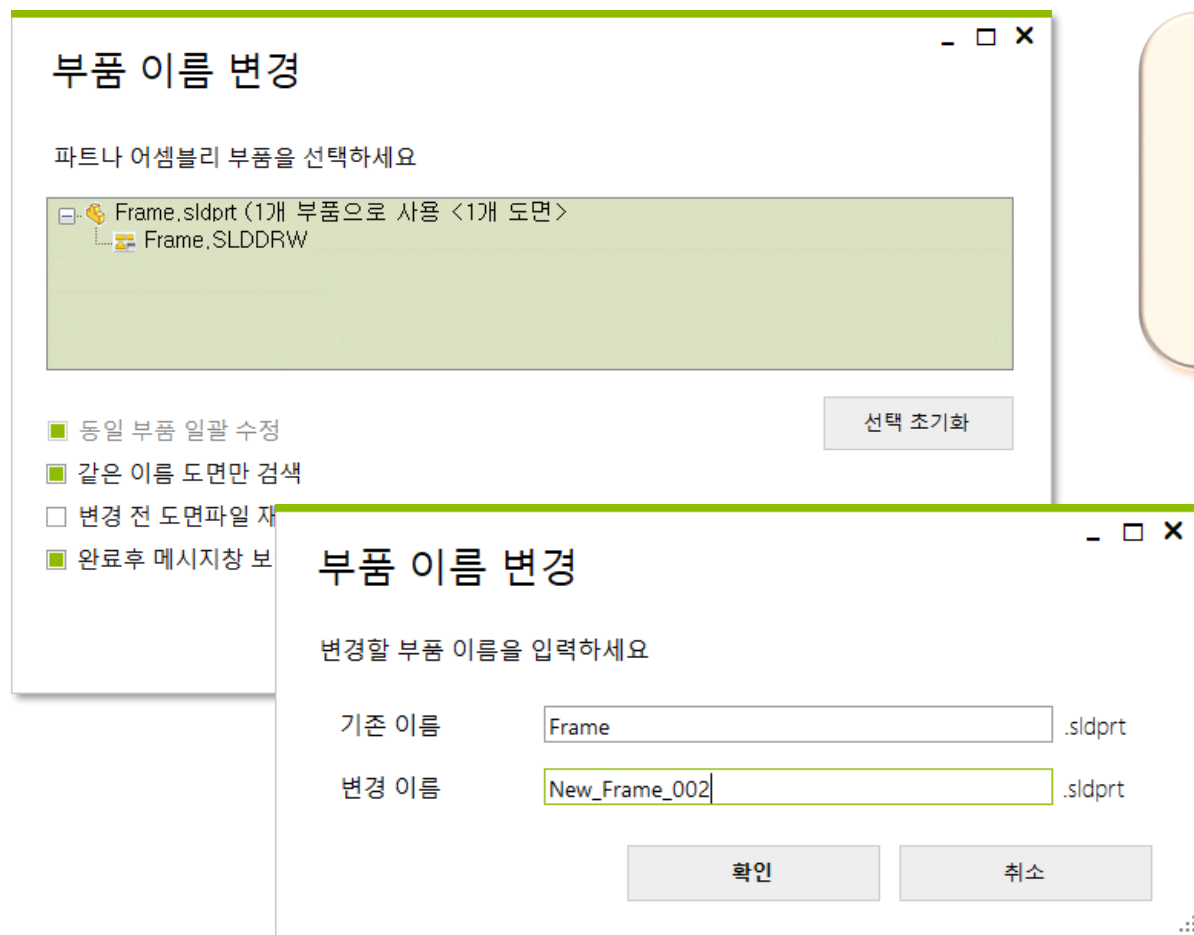 부품 이름 변경
파트나 어셈블리 부품을 선택하세요
Frame.sldprt (1개 부품으로 사용 <1개 도면>
Frame.SLDDRW
선택 초기화
동일 부품 일괄 수정
같은 이름 도면만 검색
변경 전 도면파일 재
완료후 메시지창 보
부품 이름 변경
변경할 부품 이름을 입력하세요
기존 이름 Frame .sldprt
변경 이름 New_Frame_002 .sldprt
확인 취소